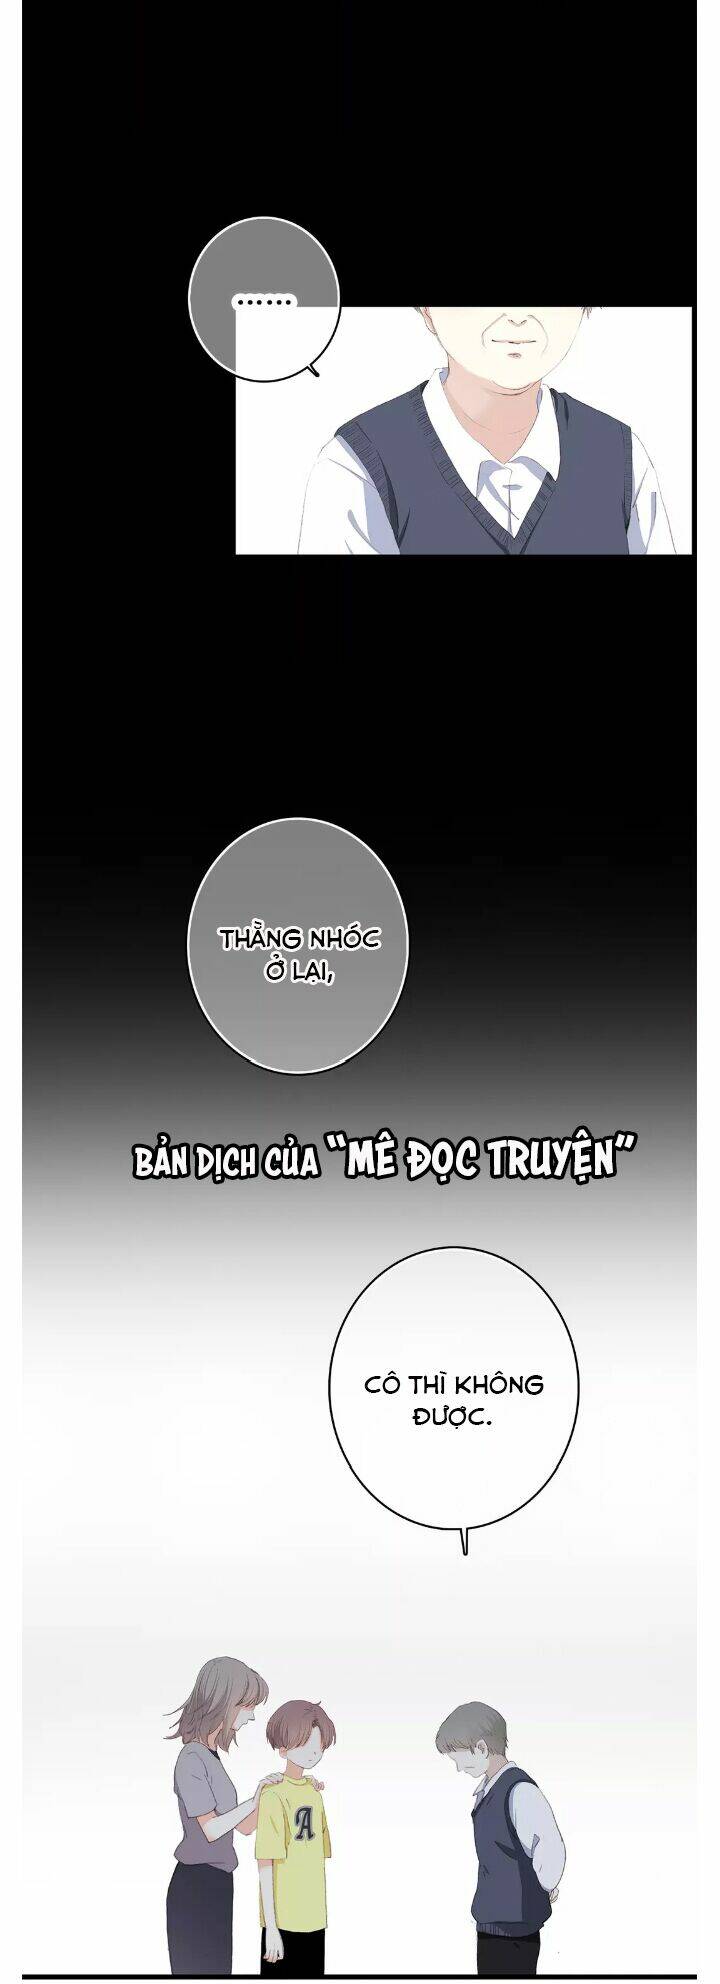 ......
THẰNG NHÓC
Ở LẠI,
BẢN DỊCH CỦA "MÊ ĐỌC TRUYỆN"
CÔ THÌ KHÔNG
ĐƯỢC.
A